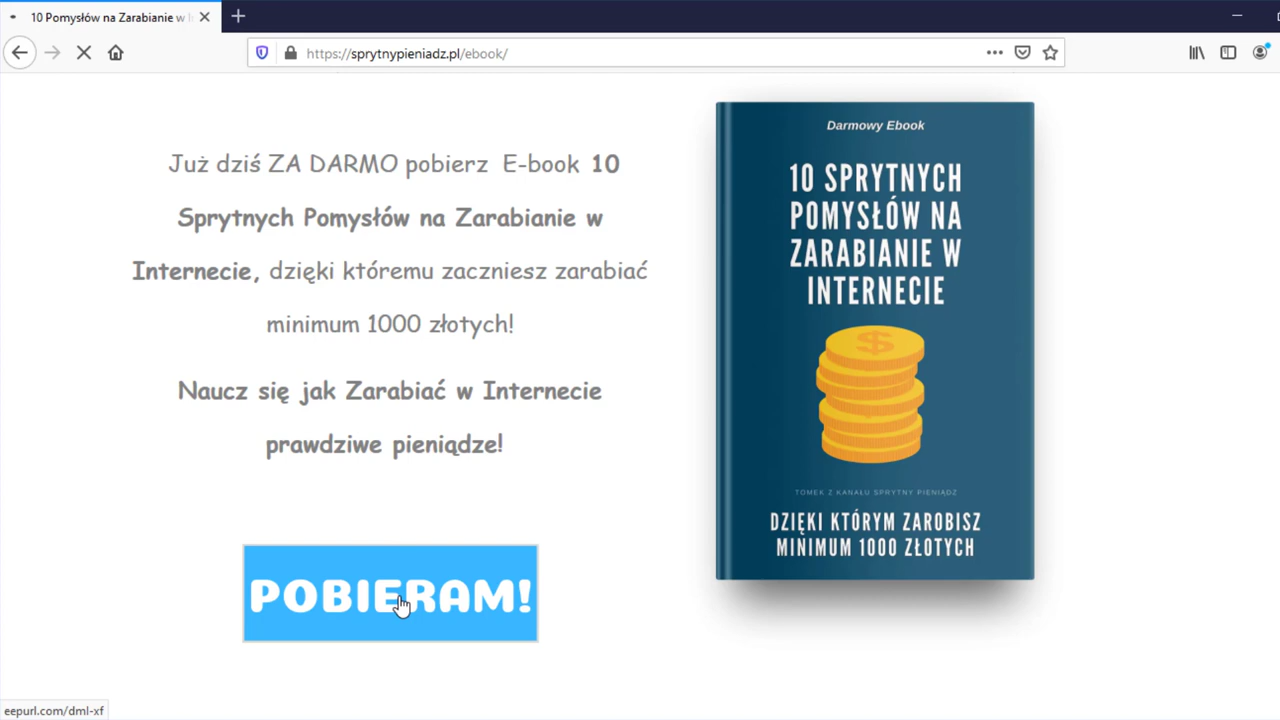 10 Pomysłów na Zarabianie w I
https://sprytnypieniadz.pl/ebook/
Już dziś ZA DARMO pobierz E-book 10
Sprytnych Pomysłów na Zarabianie w
Internecie, dzięki któremu zaczniesz zarabiać
minimum 1000 złotych!
Naucz się jak Zarabiać w Internecie
prawdziwe pieniądze!
POBIERAM!
Darmowy Ebook
10 SPRYTNYCH
POMYSŁÓW NA
ZARABIANIE W
INTERNECIE
$
TOMEK Z KANAŁU SPRYTNY PIENIĄDZ
DZIĘKI KTÓRYM ZAROBISZ
MINIMUM 1000 ZŁOTYCH
eepurl.com/dml-xf